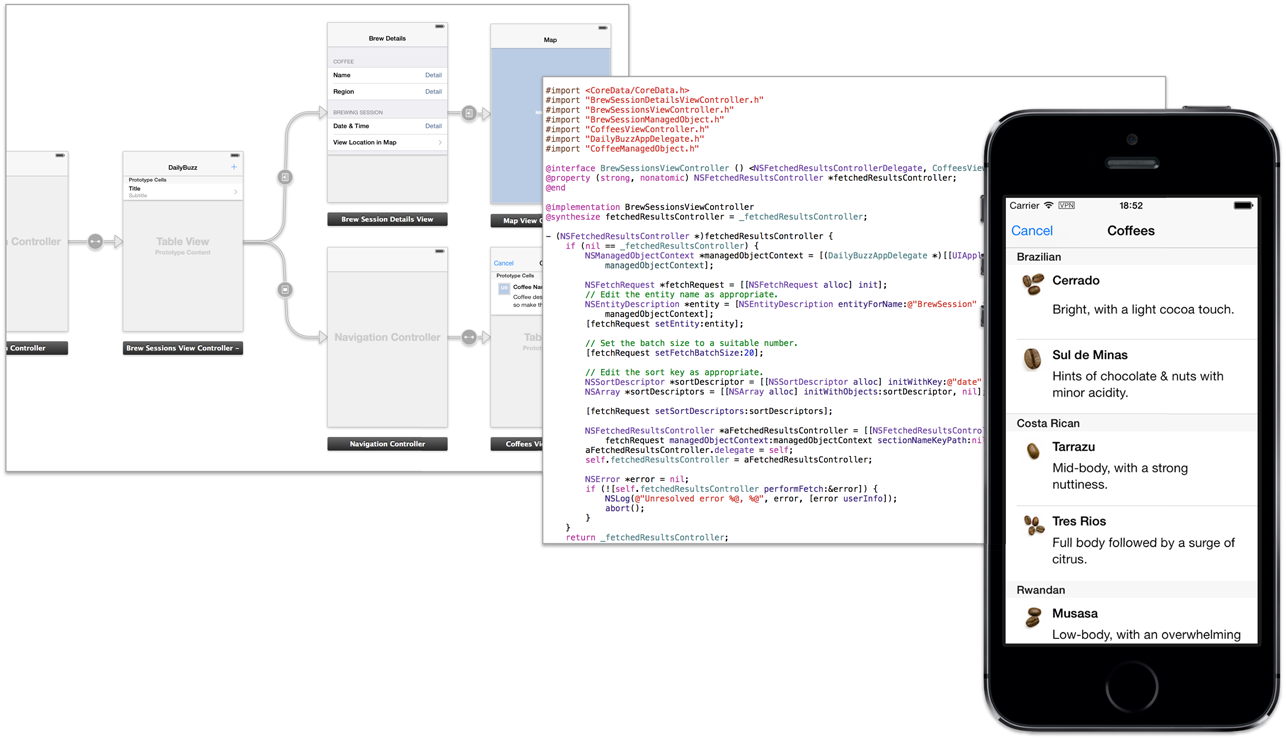 Brew Details
COFFEE
Name Detail
Region Detail
BREWING SESSION
Date & Time Detail
View Location in Map
Brew Session Details View
Map
Map View C
Controller
Controller
DailyBuzz +
Prototype Cells
Title
Subtitle
Table View
Prototype Content
Brew Sessions View Controller –
Navigation Controller
Navigation Controller
Cancel
Prototype Cells
Coffee Nar
Coffee des
so make th
Tab
Proto
Coffees Vi
#import <CoreData/CoreData.h>
#import "BrewSessionDetailsViewController.h"
#import "BrewSessionsViewController.h"
#import "BrewSessionManagedObject.h"
#import "CoffeesViewController.h"
#import "DailyBuzzAppDelegate.h"
#import "CoffeeManagedObject.h"
@interface BrewSessionsViewController () <NSFetchedResultsControllerDelegate, CoffeesView
@property (strong, nonatomic) NSFetchedResultsController *fetchedResultsController;
@end
@implementation BrewSessionsViewController
@synthesize fetchedResultsController = _fetchedResultsController;
- (NSFetchedResultsController *)fetchedResultsController {
if (nil == _fetchedResultsController) {
NSManagedObjectContext *managedObjectContext = [(DailyBuzzAppDelegate *)[[UIAppl
managedObjectContext];
NSFetchRequest *fetchRequest = [[NSFetchRequest alloc] init];
// Edit the entity name as appropriate.
NSEntityDescription *entity = [NSEntityDescription entityForName:@"BrewSession"
managedObjectContext];
[fetchRequest setEntity:entity];
// Set the batch size to a suitable number.
[fetchRequest setFetchBatchSize:20];
// Edit the sort key as appropriate.
NSSortDescriptor *sortDescriptor = [[NSSortDescriptor alloc] initWithKey:@"date"
NSArray *sortDescriptors = [[NSArray alloc] initWithObjects:sortDescriptor, nil]
[fetchRequest setSortDescriptors:sortDescriptors];
NSFetchedResultsController *aFetchedResultsController = [[NSFetchedResultsContro
fetchRequest managedObjectContext:managedObjectContext sectionNameKeyPath:ni
aFetchedResultsController.delegate = self;
self.fetchedResultsController = aFetchedResultsController;
NSError *error = nil;
if (![self.fetchedResultsController performFetch:&error]) {
NSLog(@"Unresolved error %@, %@", error, [error userInfo]);
abort();
}
}
return _fetchedResultsController;
Carrier VPN 18:52
Cancel Coffees
Brazilian
Cerrado
Bright, with a light cocoa touch.
Sul de Minas
Hints of chocolate & nuts with
minor acidity.
Costa Rican
Tarrazu
Mid-body, with a strong
nuttiness.
Tres Rios
Full body followed by a surge of
citrus.
Rwandan
Musasa
Low-body, with an overwhelming